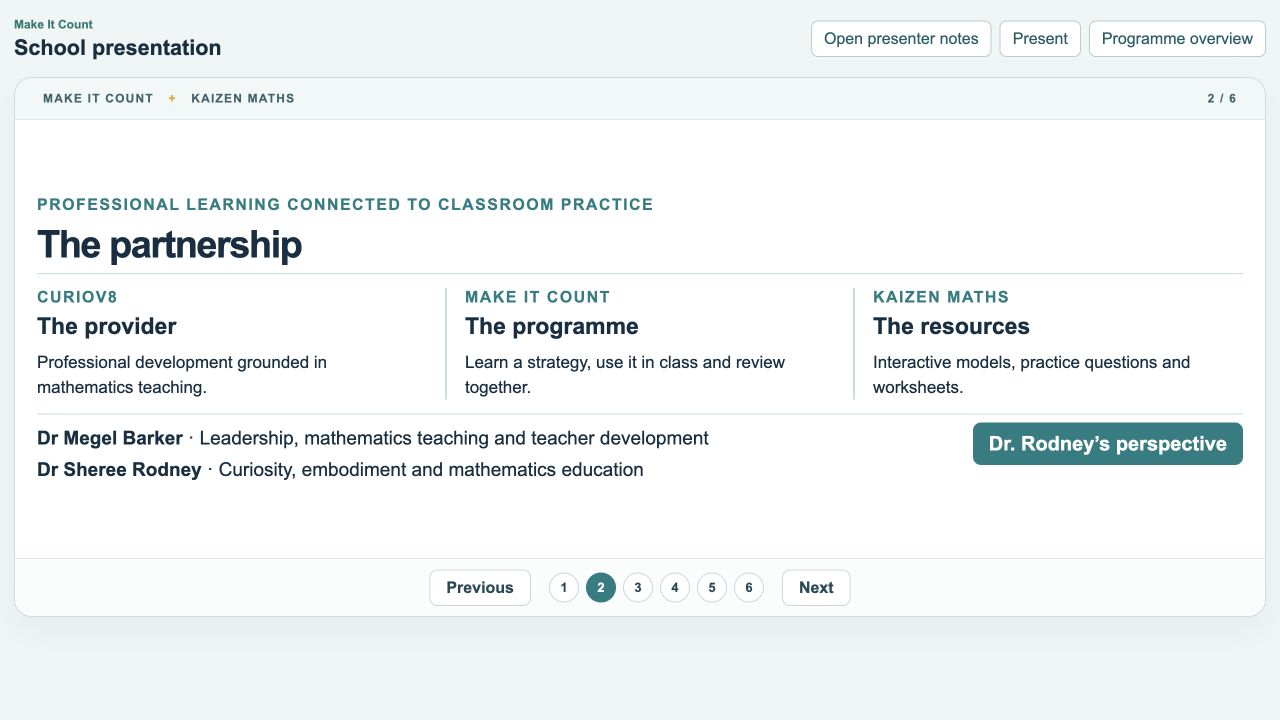 Make It Count
School presentation
Open presenter notes
Present
Programme overview
MAKE IT COUNT + KAIZEN MATHS
2 / 6
PROFESSIONAL LEARNING CONNECTED TO CLASSROOM PRACTICE
The partnership
CURIOV8
The provider
Professional development grounded in
mathematics teaching.
MAKE IT COUNT
The programme
Learn a strategy, use it in class and review
together.
KAIZEN MATHS
The resources
Interactive models, practice questions and
worksheets.
Dr Megel Barker · Leadership, mathematics teaching and teacher development
Dr Sheree Rodney · Curiosity, embodiment and mathematics education
Dr. Rodney’s perspective
Previous
1
2
3
4
5
6
Next